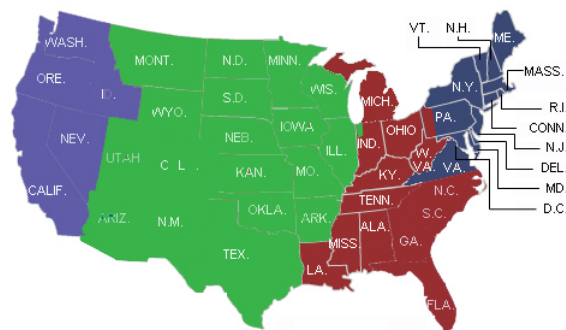 VT.
N.H.
ME.
WASH.
MONT.
N.D.
MINN.
MASS.
ORE.
ID.
WIS.
N.Y.
S.D.
WYO.
MICH.
R.I.
PA.
CONN.
IOWA
NEB.
OHIO
N.J.
NEV.
IND.
ILL.
UTAH
C L .
W.
VA.
VA.
DEL.
KAN.
MO.
KY.
MD.
CALIF.
N.C.
TENN.
D.C.
OKLA.
ARK.
S.C.
ARIZ.
N.M.
ALA.
MISS.
GA.
TEX.
LA.
FLA.